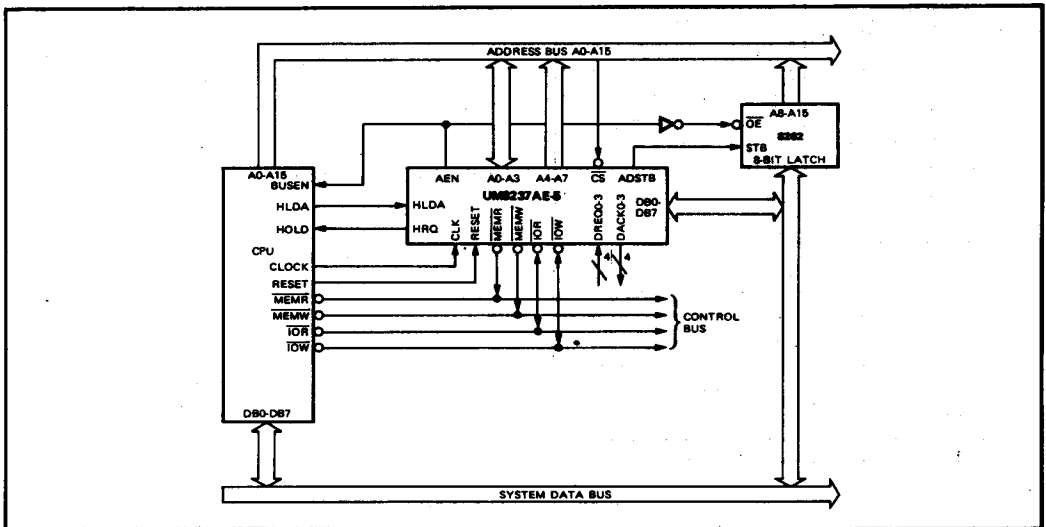 ADDRESS BUS A0-A15
A8-A15
OE
8282
STB
8-BIT LATCH
A0-A15
BUSEN
HLDA
HOLD
CPU
CLOCK
RESET
MEMR
MEMW
IOR
IOW
DB0-DB7
AEN
A0-A3
A4-A7
CS
ADSTB
UM8237AE-5
HLDA
HRQ
CLK
RESET
MEMR
MEMW
IOR
IOW
DREQ0-3
DACK0-3
DB0-
DB7
4
4
CONTROL
BUS
SYSTEM DATA BUS